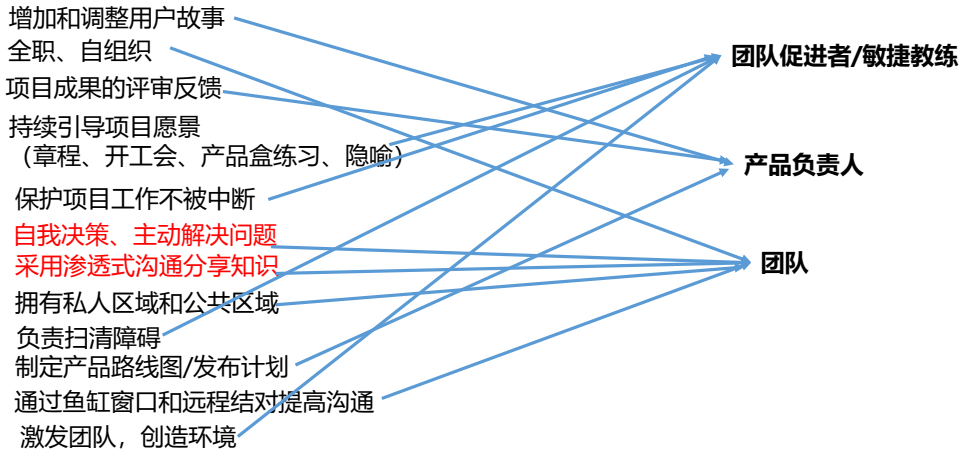 增加和调整用户故事
全职、自组织
项目成果的评审反馈
持续引导项目愿景
（章程、开工会、产品盒练习、隐喻）
保护项目工作不被中断
自我决策、主动解决问题
采用渗透式沟通分享知识
拥有私人区域和公共区域
负责扫清障碍
制定产品路线图/发布计划
通过鱼缸窗口和远程结对提高沟通
激发团队，创造环境
团队促进者/敏捷教练
产品负责人
团队